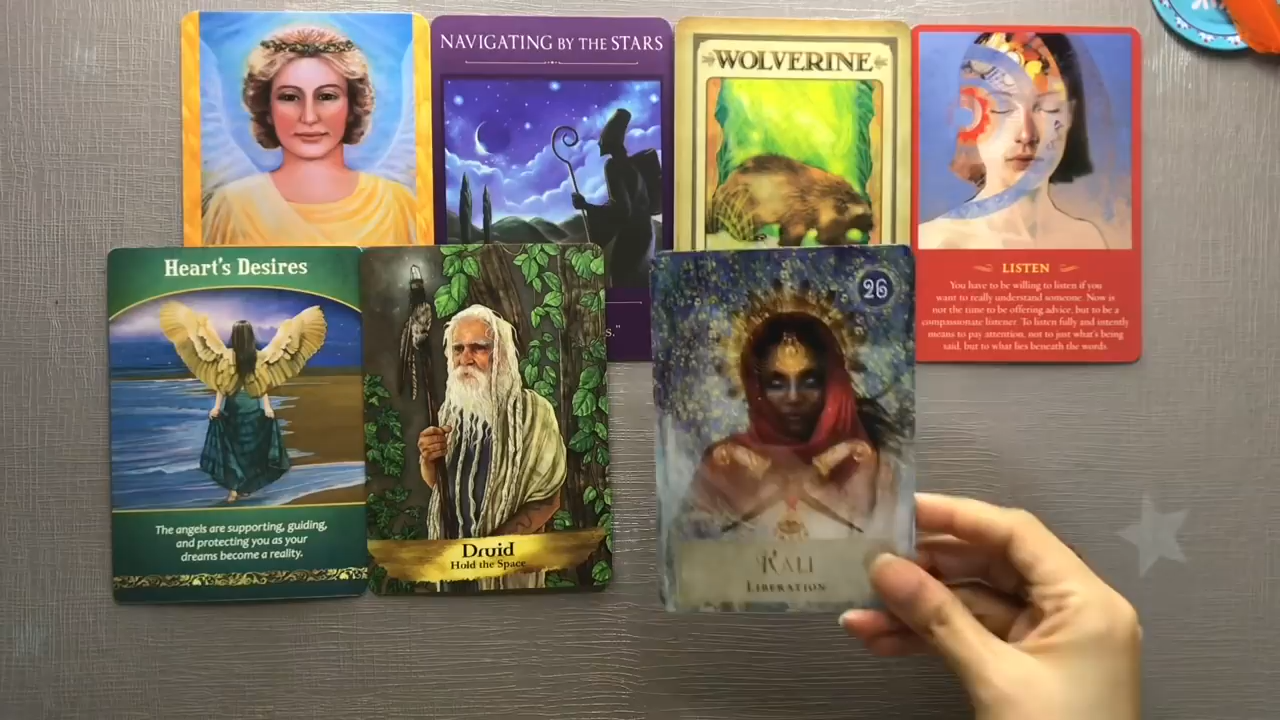 NAVIGATING BY THE STARS
WOLVERINE
LISTEN
You have to be willing to listen if you
want to really understand someone. Now is
not the time to be offering advice, but to be a
compassionate listener. To listen fully and intently
means to pay attention, not to just what's being
said, but to what lies beneath the words.
s."
Heart's Desires
The angels are supporting, guiding,
and protecting you as your
dreams become a reality.
Druid
Hold the Space
26
KALI
LIBERATION